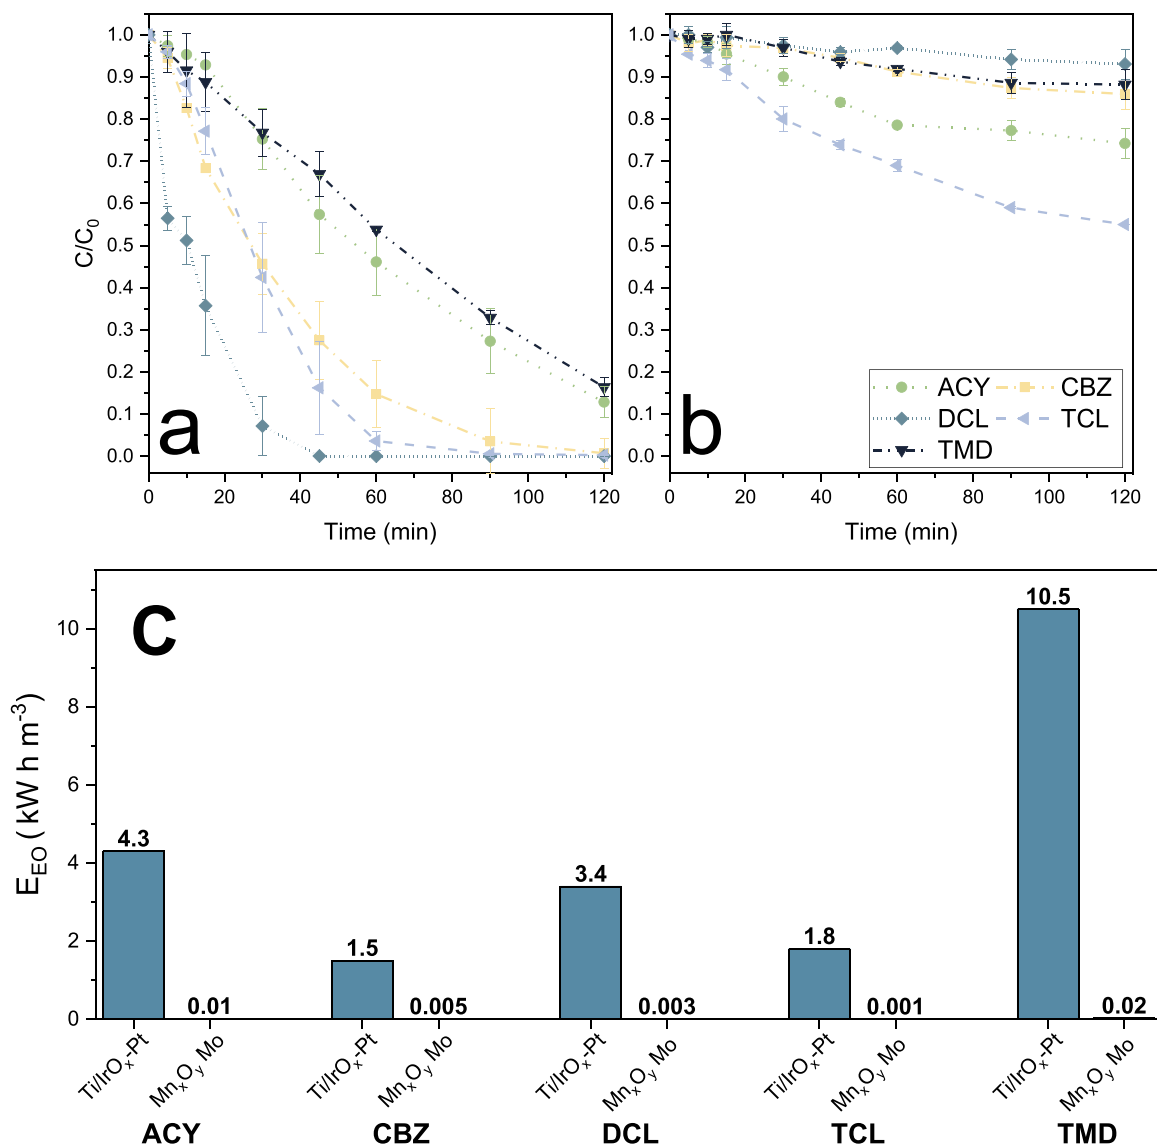 1.0
0.9
0.8
0.7
0.6
0.5
0.4
0.3
0.2
0.1
0.0
C/C0
a
0 20 40 60 80 100 120
Time (min)
1.0
0.9
0.8
0.7
0.6
0.5
0.4
0.3
0.2
0.1
0.0
b
ACY CBZ
DCL TCL
TMD
0 20 40 60 80 100 120
Time (min)
C
EEO ( kW h m-3)
10
8
6
4
2
0
4.3
0.01
1.5
0.005
3.4
0.003
1.8
0.001
10.5
0.02
Ti/IrOx-Pt
MnxOy Mo
Ti/IrOx-Pt
MnxOy Mo
Ti/IrOx-Pt
MnxOy Mo
Ti/IrOx-Pt
MnxOy Mo
Ti/IrOx-Pt
MnxOy Mo
ACY CBZ DCL TCL TMD